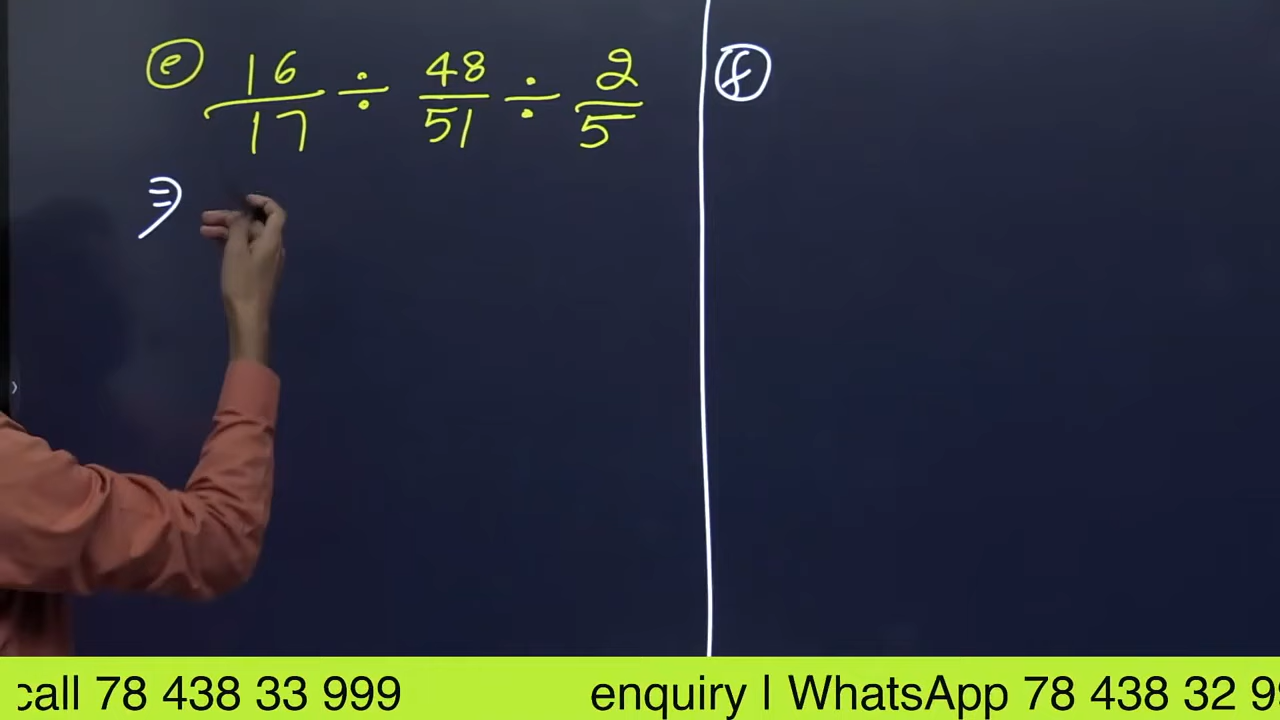 e 16/17 ÷ 48/51 ÷ 2/5
f
⇒
call 78 438 33 999 enquiry | WhatsApp 78 438 32